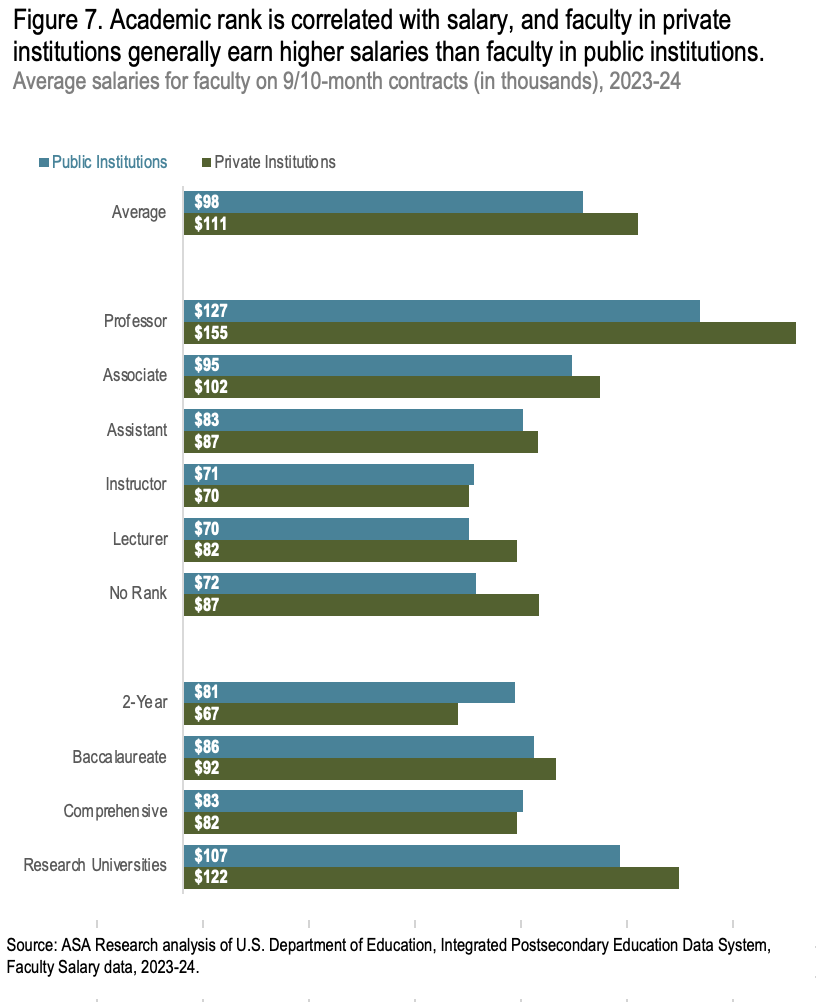 Figure 7. Academic rank is correlated with salary, and faculty in private
institutions generally earn higher salaries than faculty in public institutions.
Average salaries for faculty on 9/10-month contracts (in thousands), 2023-24
Public Institutions Private Institutions
Average
$98
$111
Professor
$127
$155
Associate
$95
$102
Assistant
$83
$87
Instructor
$71
$70
Lecturer
$70
$82
No Rank
$72
$87
2-Year
$81
$67
Baccalaureate
$86
$92
Comprehensive
$83
$82
Research Universities
$107
$122
Source: ASA Research analysis of U.S. Department of Education, Integrated Postsecondary Education Data System,
Faculty Salary data, 2023-24.